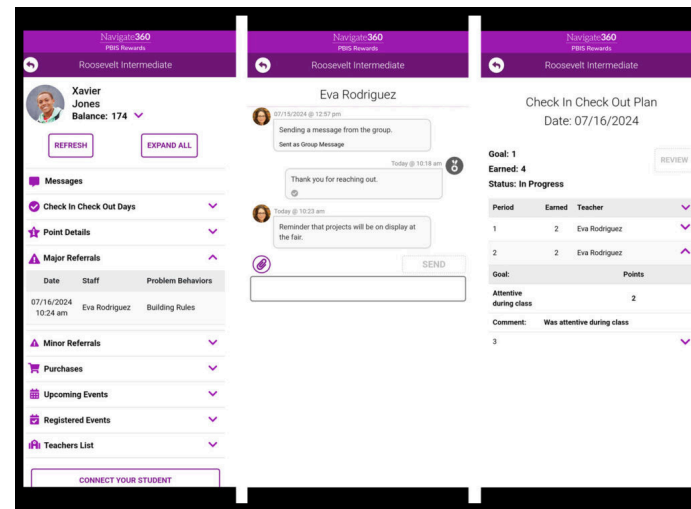 Navigate360
PBIS Rewards
Roosevelt Intermediate
Xavier
Jones
Balance: 174
REFRESH
EXPAND ALL
Messages
Check In Check Out Days
Point Details
Major Referrals
Date Staff Problem Behaviors
07/16/2024
10:24 am
Eva Rodriguez Building Rules
Minor Referrals
Purchases
Upcoming Events
Registered Events
Teachers List
CONNECT YOUR STUDENT
Navigate360
PBIS Rewards
Roosevelt Intermediate
Eva Rodriguez
07/15/2024 @ 12:57 pm
Sending a message from the group.
Sent as Group Message
Today @ 10:18 am
Thank you for reaching out.
Today @ 10:23 am
Reminder that projects will be on display at
the fair.
SEND
Navigate360
PBIS Rewards
Roosevelt Intermediate
Check In Check Out Plan
Date: 07/16/2024
Goal: 1
Earned: 4
Status: In Progress
REVIEW
Period Earned Teacher
1 2 Eva Rodriguez
2 2 Eva Rodriguez
Goal: Points
Attentive
during class
2
Comment: Was attentive during class
3